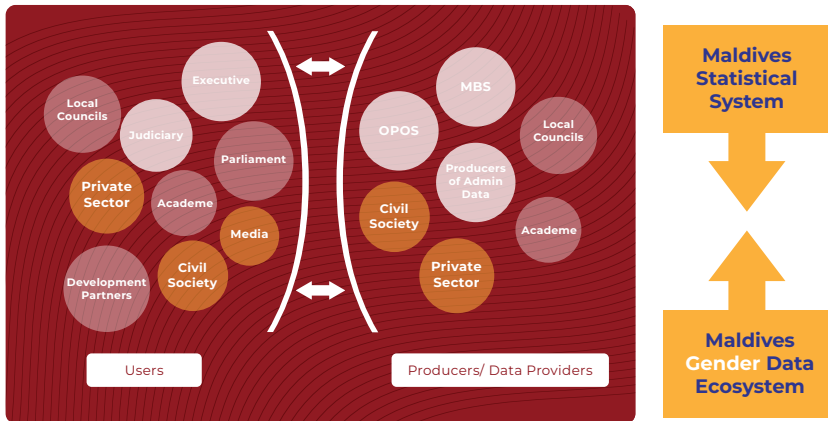 Executive
Local
Councils
Judiciary
Parliament
Private
Sector
Academe
Media
Civil
Society
Development
Partners
Users
MBS
OPOS
Local
Councils
Producers
of Admin
Data
Civil
Society
Academe
Private
Sector
Producers/ Data Providers
Maldives
Statistical
System
Maldives
Gender Data
Ecosystem